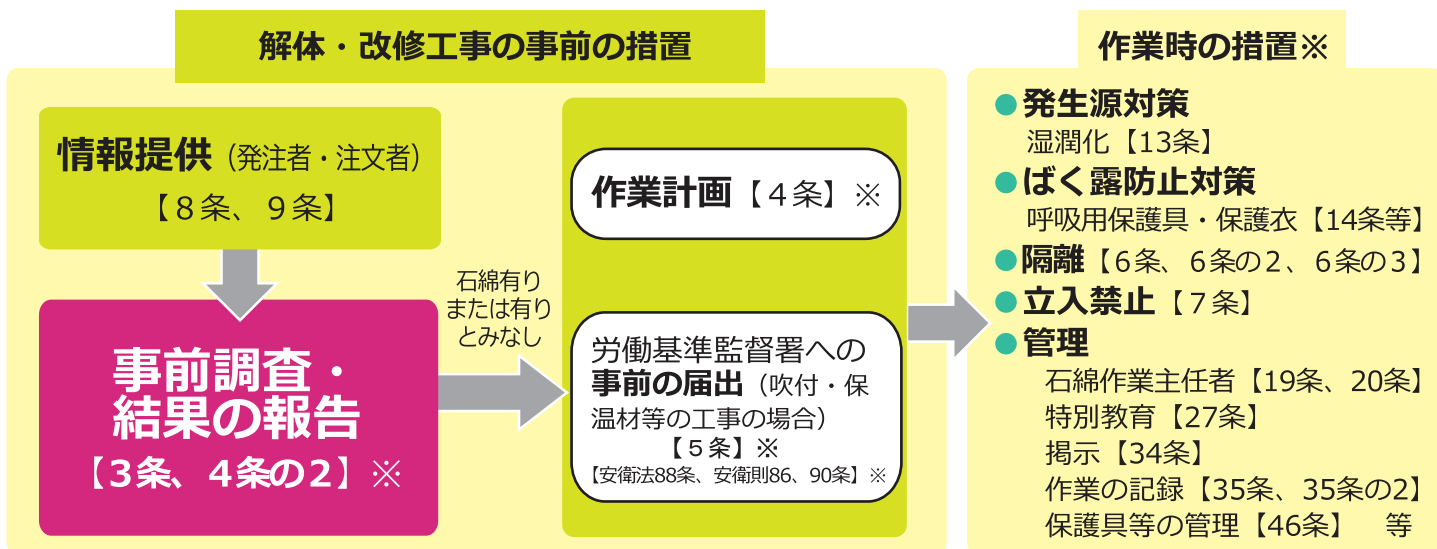 解体・改修工事の事前の措置
情報提供（発注者・注文者）
【８条、９条】
事前調査・
結果の報告
【３条、４条の２】※
石綿有り
または有り
とみなし
作業計画【４条】※
労働基準監督署への
事前の届出（吹付・保
温材等の工事の場合）
【５条】※
【安衛法88条、安衛則86、90条】※
作業時の措置※
●発生源対策
湿潤化【13条】
●ばく露防止対策
呼吸用保護具・保護衣【14条等】
●隔離【６条、６条の２、６条の３】
●立入禁止【７条】
●管理
石綿作業主任者【19条、20条】
特別教育【27条】
掲示【34条】
作業の記録【35条、35条の2】
保護具等の管理【46条】　等